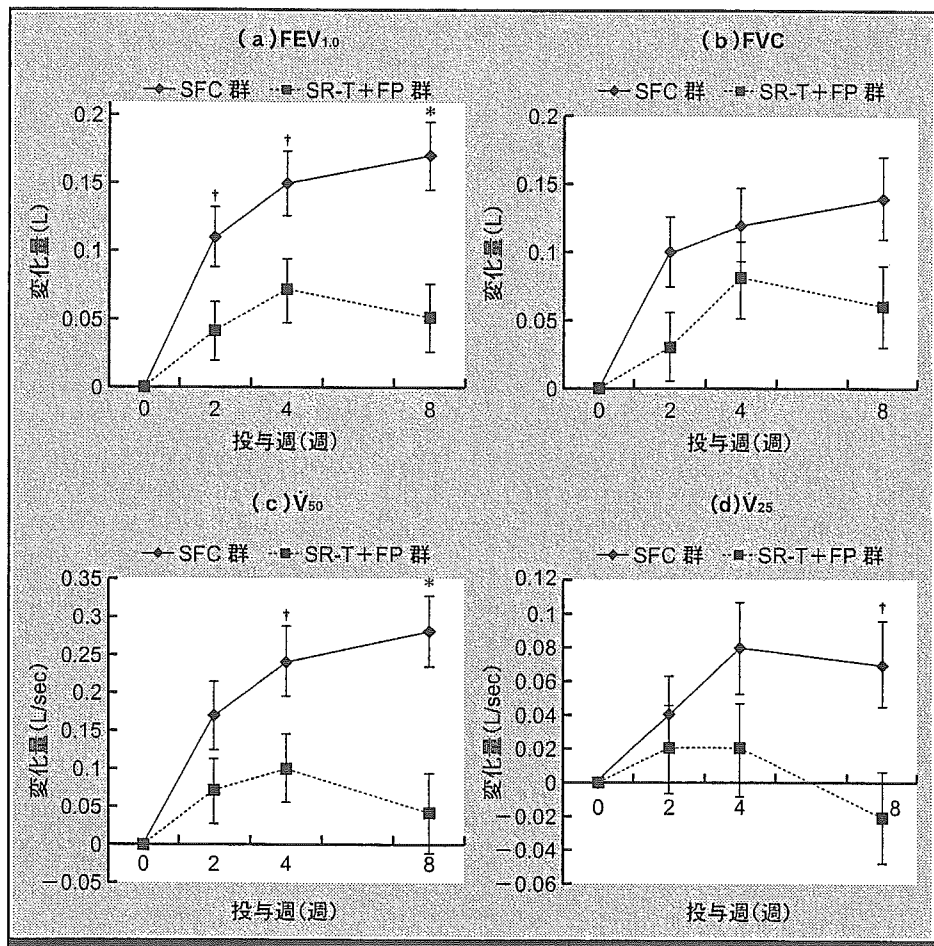 (a)FEV1.0
SFC 群 SR-T+FP 群
† † *
0.2
0.15
0.1
0.05
0
変化量(L)
0 2 4 8
投与週(週)
(b)FVC
SFC 群 SR-T+FP 群
0.2
0.15
0.1
0.05
0
変化量(L)
0 2 4 8
投与週(週)
(c)V̇50
SFC 群 SR-T+FP 群
† *
0.35
0.3
0.25
0.2
0.15
0.1
0.05
0
-0.05
変化量(L/sec)
0 2 4 8
投与週(週)
(d)V̇25
SFC 群 SR-T+FP 群
†
0.12
0.1
0.08
0.06
0.04
0.02
0
-0.02
-0.04
-0.06
変化量(L/sec)
0 2 4 8
投与週(週)